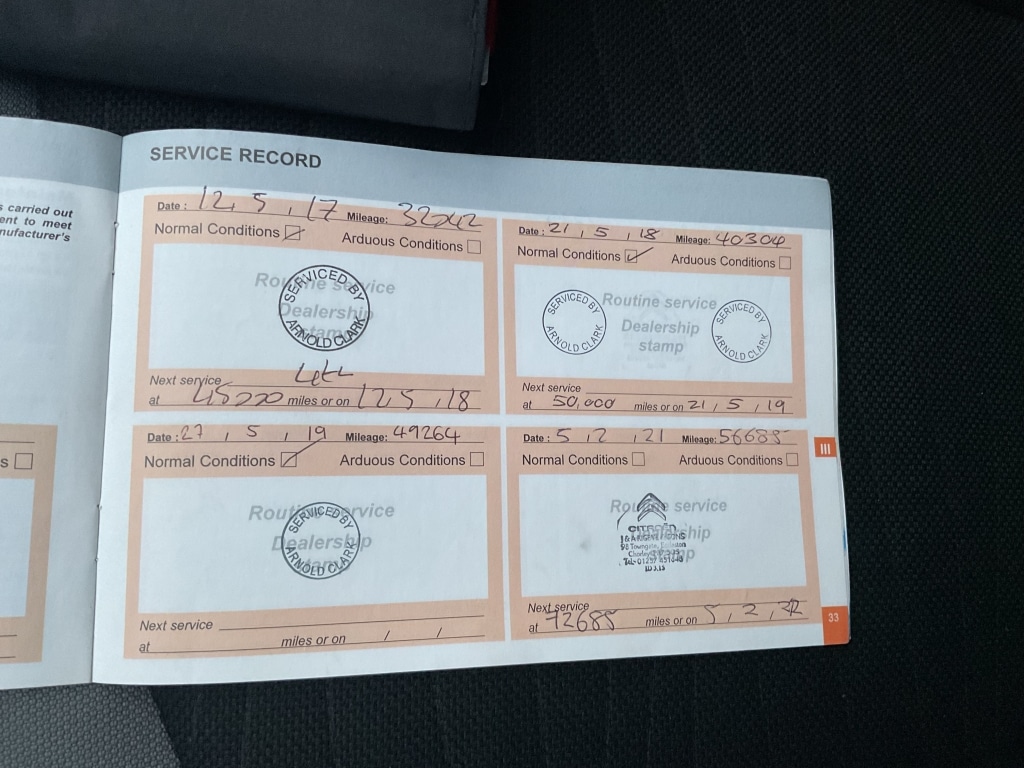 s carried out
ent to meet
nufacturer's
S
SERVICE RECORD
Date: 12, 5, 17 Mileage: 32242
Normal Conditions Arduous Conditions
Routine service
Dealership
stamp
SERVICED BY
ARNOLD CLARK
Next service
at miles or on 12, 5, 18
Date: 21, 5, 18 Mileage: 40304
Normal Conditions Arduous Conditions
SERVICED BY
ARNOLD CLARK
Routine service
Dealership
stamp
SERVICED BY
ARNOLD CLARK
Next service
at 50,000 miles or on 21, 5, 19
Date: 27, 5, 19 Mileage: 49264
Normal Conditions Arduous Conditions
Routine service
Dealership
stamp
SERVICED BY
ARNOLD CLARK
Next service
at miles or on / /
Date: 5, 2, 21 Mileage: 56685
Normal Conditions Arduous Conditions
Routine service
Dealership
stamp
CITROËN
Next service
at 72685 miles or on 5, 2, 22
III
33